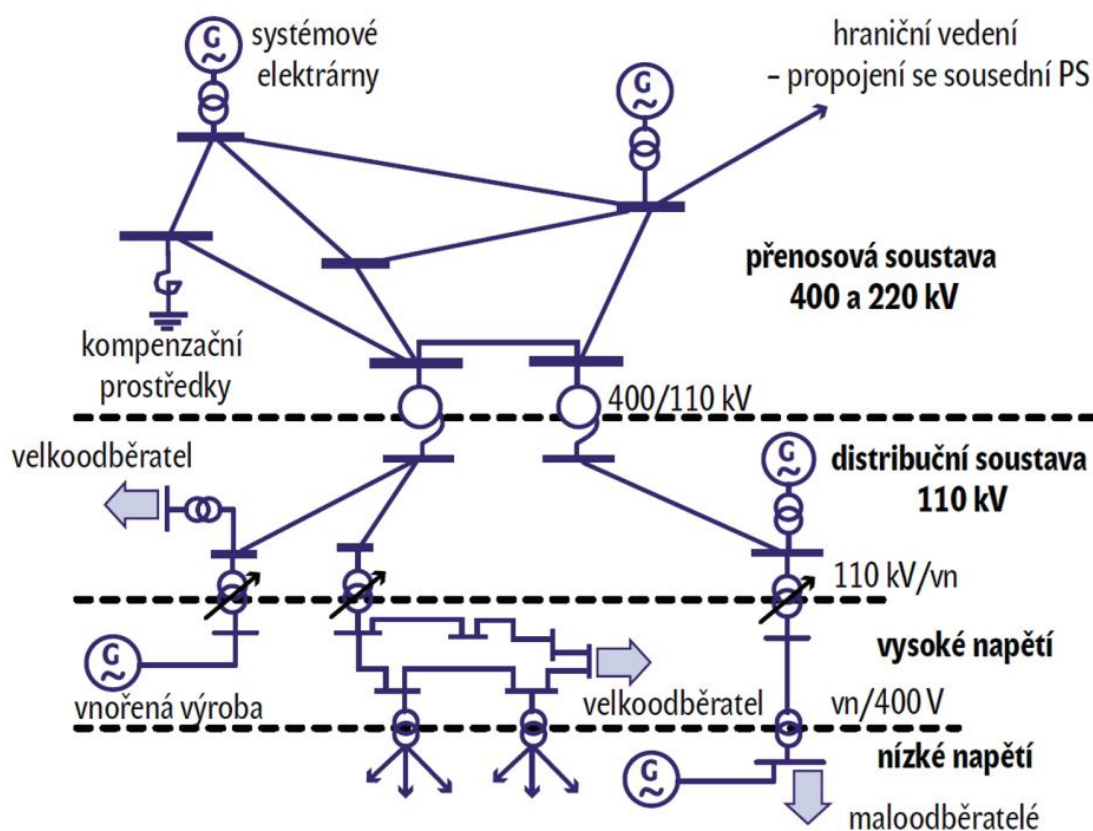 G
systémové
elektrárny
hraniční vedení
– propojení se sousední PS
G
přenosová soustava
400 a 220 kV
kompenzační
prostředky
400/110 kV
velkoodběratel
G
distribuční soustava
110 kV
110 kV/vn
vysoké napětí
G
vnořená výroba
velkoodběratel
vn/400 V
nízké napětí
G
maloodběratelé